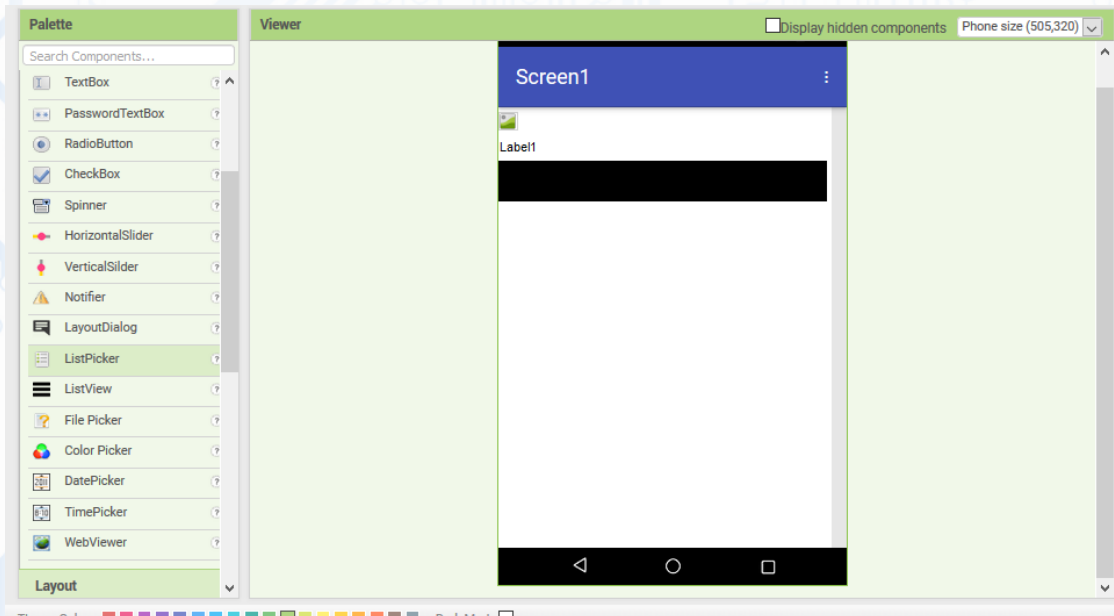 Palette
Viewer
Display hidden components
Phone size (505,320)
Search Components...
TextBox
PasswordTextBox
RadioButton
CheckBox
Spinner
HorizontalSlider
VerticalSilder
Notifier
LayoutDialog
ListPicker
ListView
File Picker
Color Picker
DatePicker
TimePicker
WebViewer
Layout
Screen1
Label1